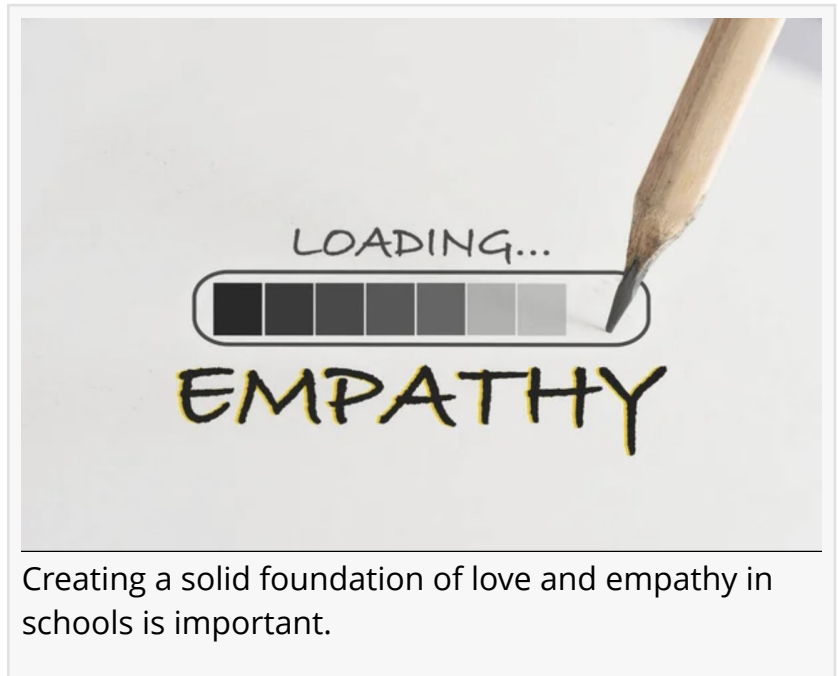 LOADING...
EMPATHY
Creating a solid foundation of love and empathy in
schools is important.